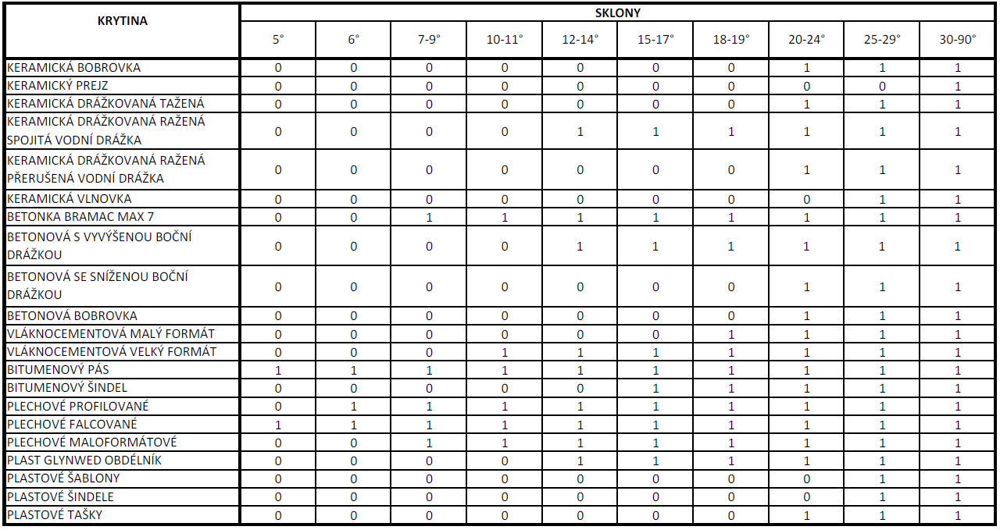 KRYTINA
SKLONY
5° 6° 7-9° 10-11° 12-14° 15-17° 18-19° 20-24° 25-29° 30-90°
KERAMICKÁ BOBROVKA 0 0 0 0 0 0 0 1 1 1
KERAMICKÝ PREJZ 0 0 0 0 0 0 0 0 0 1
KERAMICKÁ DRÁŽKOVANÁ TAŽENÁ 0 0 0 0 0 0 0 1 1 1
KERAMICKÁ DRÁŽKOVANÁ RAŽENÁ
SPOJITÁ VODNÍ DRÁŽKA 0 0 0 0 1 1 1 1 1 1
KERAMICKÁ DRÁŽKOVANÁ RAŽENÁ
PŘERUŠENÁ VODNÍ DRÁŽKA 0 0 0 0 0 0 0 1 1 1
KERAMICKÁ VLNOVKA 0 0 0 0 0 0 0 0 1 1
BETONKA BRAMAC MAX 7 0 0 1 1 1 1 1 1 1 1
BETONOVÁ S VYVÝŠENOU BOČNÍ
DRÁŽKOU 0 0 0 0 1 1 1 1 1 1
BETONOVÁ SE SNÍŽENOU BOČNÍ
DRÁŽKOU 0 0 0 0 0 0 0 1 1 1
BETONOVÁ BOBROVKA 0 0 0 0 0 0 0 1 1 1
VLÁKNOCEMENTOVÁ MALÝ FORMÁT 0 0 0 0 0 0 1 1 1 1
VLÁKNOCEMENTOVÁ VELKÝ FORMÁT 0 0 0 1 1 1 1 1 1 1
BITUMENOVÝ PÁS 1 1 1 1 1 1 1 1 1 1
BITUMENOVÝ ŠINDEL 0 0 0 0 0 1 1 1 1 1
PLECHOVÉ PROFILOVANÉ 0 1 1 1 1 1 1 1 1 1
PLECHOVÉ FALCOVANÉ 1 1 1 1 1 1 1 1 1 1
PLECHOVÉ MALOFORMÁTOVÉ 0 0 1 1 1 1 1 1 1 1
PLAST GLYNWED OBDÉLNÍK 0 0 0 0 1 1 1 1 1 1
PLASTOVÉ ŠABLONY 0 0 0 0 0 0 0 0 1 1
PLASTOVÉ ŠINDELE 0 0 0 0 0 0 0 0 1 1
PLASTOVÉ TAŠKY 0 0 0 0 0 0 0 1 1 1